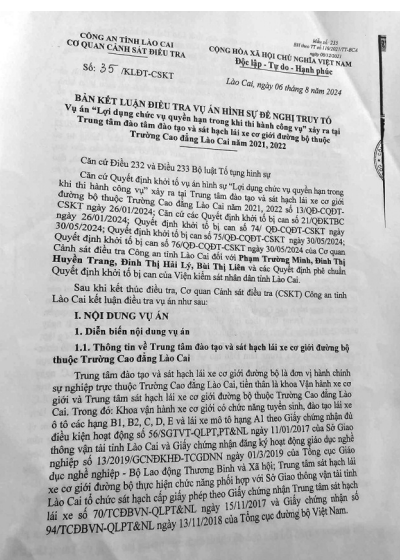 CÔNG AN TỈNH LÀO CAI
CƠ QUAN CẢNH SÁT ĐIỀU TRA
Số: 35 /KLĐT-CSKT
Mẫu số: 233
BH theo TT số 119/2021/TT-BCA
ngày 08/12/2021
CỘNG HÒA XÃ HỘI CHỦ NGHĨA VIỆT NAM
Độc lập - Tự do - Hạnh phúc
Lào Cai, ngày 06 tháng 8 năm 2024
BẢN KẾT LUẬN ĐIỀU TRA VỤ ÁN HÌNH SỰ ĐỀ NGHỊ TRUY TỐ
Vụ án "Lợi dụng chức vụ quyền hạn trong khi thi hành công vụ" xảy ra tại
Trung tâm đào tâm đào tạo và sát hạch lái xe cơ giới đường bộ thuộc
Trường Cao đẳng Lào Cai năm 2021, 2022
Căn cứ Điều 232 và Điều 233 Bộ luật Tố tụng hình sự
Căn cứ Quyết định khởi tố vụ án hình sự "Lợi dụng chức vụ quyền hạn trong
khi thi hành công vụ" xảy ra tại Trung tâm đào tạo và sát hạch lái xe cơ giới
đường bộ thuộc Trường Cao đẳng Lào Cai năm 2021, 2022 số 13/QĐ-CQĐT-
CSKT ngày 26/01/2024; Căn cứ các Quyết định khởi tố bị can số 21/QĐKTBC
ngày 26/01/2024; Quyết định khởi tố bị can số 74/ QĐ-CQĐT-CSKT ngày
30/05/2024; Quyết định khởi tố bị can số 75/QĐ-CQĐT-CSKT ngày 30/05/2024;
Quyết định khởi tố bị can số 76/QĐ-CQĐT-CSKT ngày 30/05/2024 của Cơ quan
Cảnh sát điều tra Công an tỉnh Lào Cai đối với Phạm Trường Minh, Đinh Thị
Huyền Trang, Đinh Thị Hải Lý, Bùi Thị Liên và các Quyết định phê chuẩn
Quyết định khởi tố bị can của Viện kiểm sát nhân dân tỉnh Lào Cai.
Sau khi kết thúc điều tra, Cơ quan Cảnh sát điều tra (CSKT) Công an tỉnh
Lào Cai kết luận điều tra vụ án như sau:
I. NỘI DUNG VỤ ÁN
1. Diễn biến nội dung vụ án
1.1. Thông tin về Trung tâm đào tạo và sát hạch lái xe cơ giới đường bộ
thuộc Trường Cao đẳng Lào Cai
Trung tâm đào tạo và sát hạch lái xe cơ giới đường bộ là đơn vị hành chính
sự nghiệp trực thuộc Trường Cao đẳng Lào Cai, tiền thân là khoa Vận hành xe cơ
giới và Trung tâm sát hạch lái xe cơ giới đường bộ thuộc Trường Cao đẳng Lào
Cai. Trong đó: Khoa vận hành xe cơ giới có chức năng tuyển sinh, đào tạo lái xe
ô tô các hạng B1, B2, C, D, E và lái xe mô tô hạng A1 theo Giấy chứng nhận đủ
điều kiện hoạt động số 56/SGTVT-QLPT,PT&NL ngày 11/01/2017 của Sở Giao
thông vận tải tỉnh Lào Cai và Giấy chứng nhận đăng ký hoạt động giáo dục nghề
nghiệp số 13/2019/GCNĐKHĐ-TCGDNN ngày 01/3/2019 của Tổng cục Giáo
dục nghề nghiệp - Bộ Lao động Thương Binh và Xã hội; Trung tâm sát hạch lái
xe cơ giới đường bộ thực hiện chức năng phối hợp với Sở Giao thông vận tải tỉnh
Lào Cai tổ chức sát hạch cấp giấy phép theo Giấy chứng nhận Trung tâm sát hạch
lái xe số 70/TCĐBVN-QLPT&NL ngày 15/11/2017 và Giấy chứng nhận số
94/TCĐBVN-QLPT&NL ngày 13/11/2018 của Tổng cục đường bộ Việt Nam.